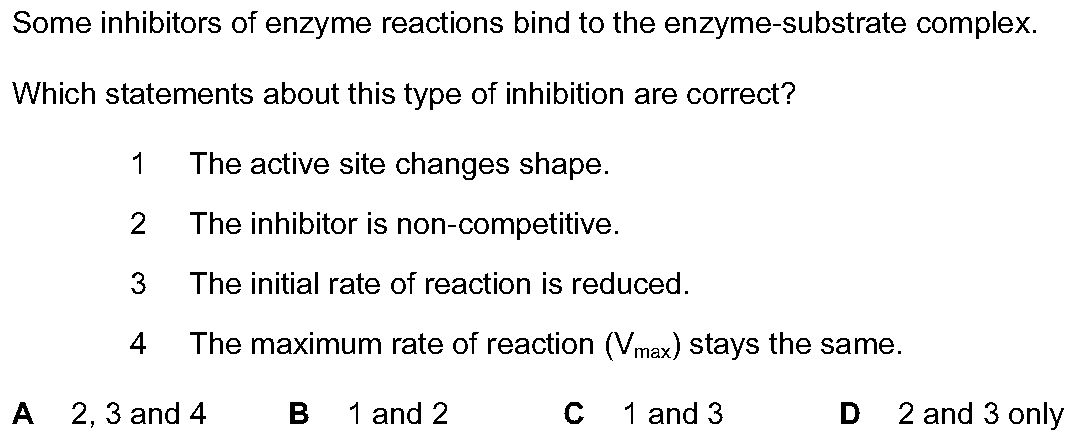 Some inhibitors of enzyme reactions bind to the enzyme-substrate complex.
Which statements about this type of inhibition are correct?
1 The active site changes shape.
2 The inhibitor is non-competitive.
3 The initial rate of reaction is reduced.
4 The maximum rate of reaction (Vmax) stays the same.
A 2, 3 and 4 B 1 and 2 C 1 and 3 D 2 and 3 only